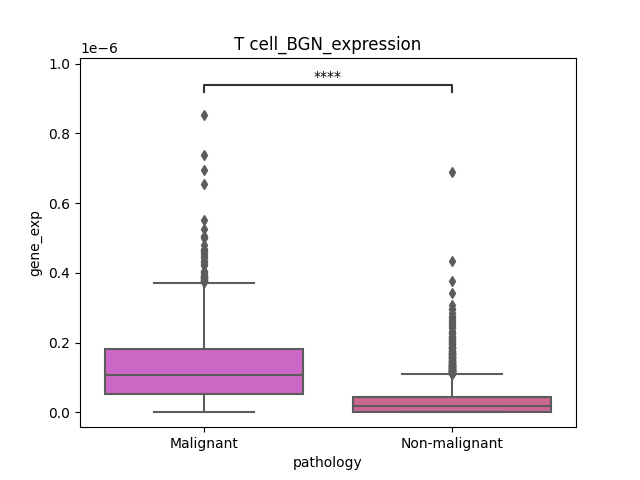 T cell_BGN_expression
1e−6
1.0
0.8
0.6
0.4
0.2
0.0
gene_exp
****
Malignant
Non-malignant
pathology